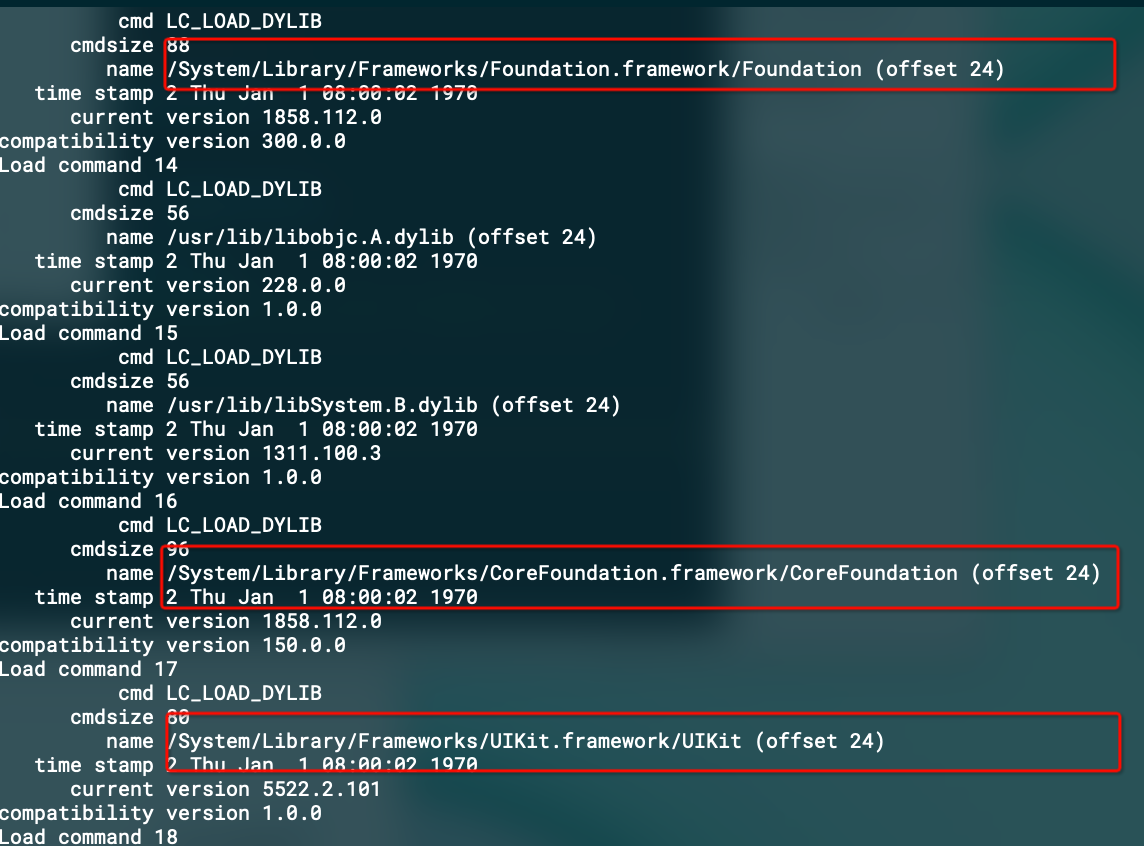 cmd LC_LOAD_DYLIB
cmdsize 88
name /System/Library/Frameworks/Foundation.framework/Foundation (offset 24)
time stamp 2 Thu Jan  1 08:00:02 1970
current version 1858.112.0
compatibility version 300.0.0
Load command 14
cmd LC_LOAD_DYLIB
cmdsize 56
name /usr/lib/libobjc.A.dylib (offset 24)
time stamp 2 Thu Jan  1 08:00:02 1970
current version 228.0.0
compatibility version 1.0.0
Load command 15
cmd LC_LOAD_DYLIB
cmdsize 56
name /usr/lib/libSystem.B.dylib (offset 24)
time stamp 2 Thu Jan  1 08:00:02 1970
current version 1311.100.3
compatibility version 1.0.0
Load command 16
cmd LC_LOAD_DYLIB
cmdsize 96
name /System/Library/Frameworks/CoreFoundation.framework/CoreFoundation (offset 24)
time stamp 2 Thu Jan  1 08:00:02 1970
current version 1858.112.0
compatibility version 150.0.0
Load command 17
cmd LC_LOAD_DYLIB
cmdsize 80
name /System/Library/Frameworks/UIKit.framework/UIKit (offset 24)
time stamp 2 Thu Jan  1 08:00:02 1970
current version 5522.2.101
compatibility version 1.0.0
Load command 18